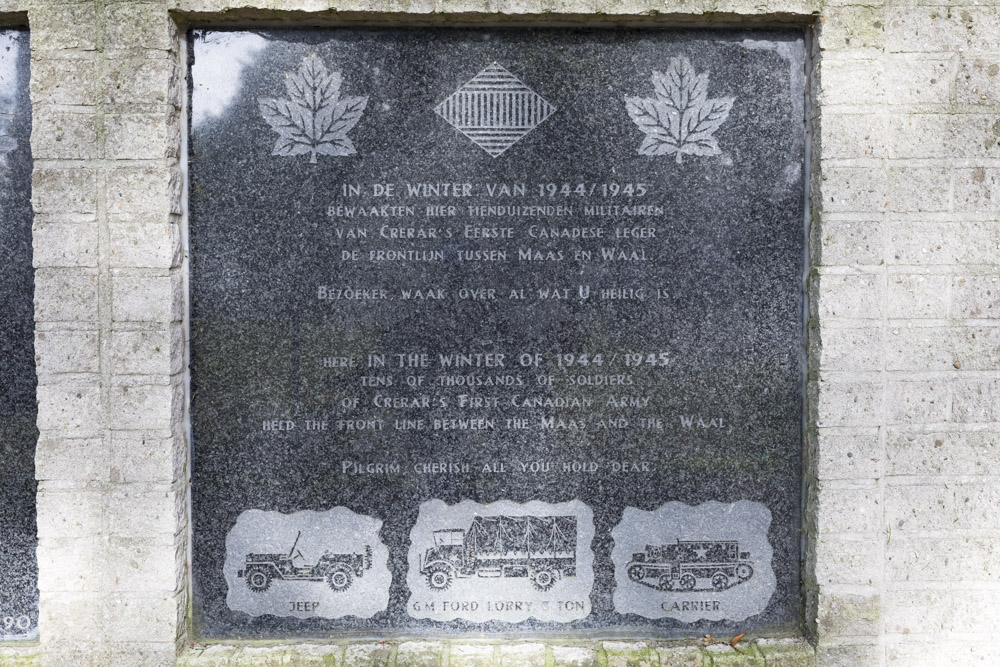 IN DE WINTER VAN 1944/1945
BEWAAKTEN HIER TIENDUIZENDEN MILITAIREN
VAN CRERAR'S EERSTE CANADESE LEGER
DE FRONTLIJN TUSSEN MAAS EN WAAL.
BEZOEKER, WAAK OVER AL WAT U HEILIG IS.
HERE, IN THE WINTER OF 1944/1945
TENS OF THOUSANDS OF SOLDIERS
OF CRERAR'S FIRST CANADIAN ARMY
HELD THE FRONT LINE BETWEEN THE MAAS AND THE WAAL.
PILGRIM, CHERISH ALL YOU HOLD DEAR.
JEEP
GM FORD LORRY 3 TON
CARRIER
90